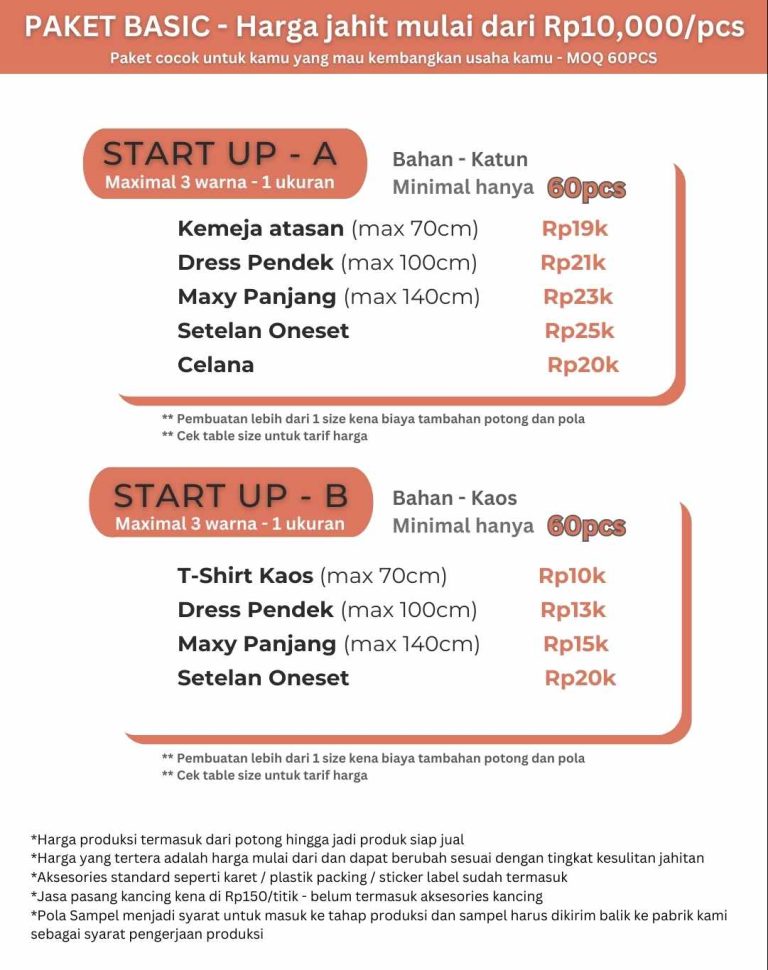 PAKET BASIC - Harga jahit mulai dari Rp10,000/pcs
Paket cocok untuk kamu yang mau kembangkan usaha kamu - MOQ 60PCS
START UP - A
Maximal 3 warna - 1 ukuran
Bahan - Katun
Minimal hanya 60pcs
Kemeja atasan (max 70cm) Rp19k
Dress Pendek (max 100cm) Rp21k
Maxy Panjang (max 140cm) Rp23k
Setelan Oneset Rp25k
Celana Rp20k
** Pembuatan lebih dari 1 size kena biaya tambahan potong dan pola
** Cek table size untuk tarif harga
START UP - B
Maximal 3 warna - 1 ukuran
Bahan - Kaos
Minimal hanya 60pcs
T-Shirt Kaos (max 70cm) Rp10k
Dress Pendek (max 100cm) Rp13k
Maxy Panjang (max 140cm) Rp15k
Setelan Oneset Rp20k
** Pembuatan lebih dari 1 size kena biaya tambahan potong dan pola
** Cek table size untuk tarif harga
*Harga produksi termasuk dari potong hingga jadi produk siap jual
*Harga yang tertera adalah harga mulai dari dan dapat berubah sesuai dengan tingkat kesulitan jahitan
*Aksesories standard seperti karet / plastik packing / sticker label sudah termasuk
*Jasa pasang kancing kena di Rp150/titik - belum termasuk aksesories kancing
*Pola Sampel menjadi syarat untuk masuk ke tahap produksi dan sampel harus dikirim balik ke pabrik kami
sebagai syarat pengerjaan produksi